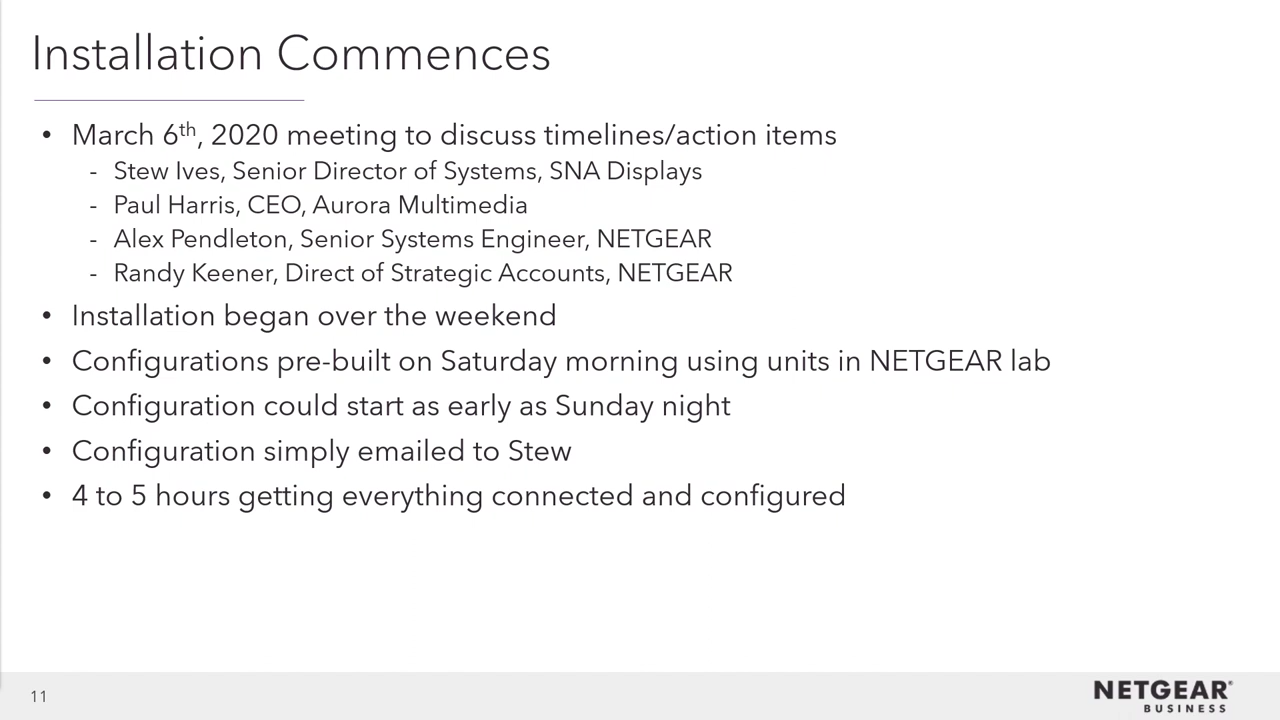 Installation Commences
• March 6th, 2020 meeting to discuss timelines/action items
- Stew Ives, Senior Director of Systems, SNA Displays
- Paul Harris, CEO, Aurora Multimedia
- Alex Pendleton, Senior Systems Engineer, NETGEAR
- Randy Keener, Direct of Strategic Accounts, NETGEAR
• Installation began over the weekend
• Configurations pre-built on Saturday morning using units in NETGEAR lab
• Configuration could start as early as Sunday night
• Configuration simply emailed to Stew
• 4 to 5 hours getting everything connected and configured
11
NETGEAR®
BUSINESS